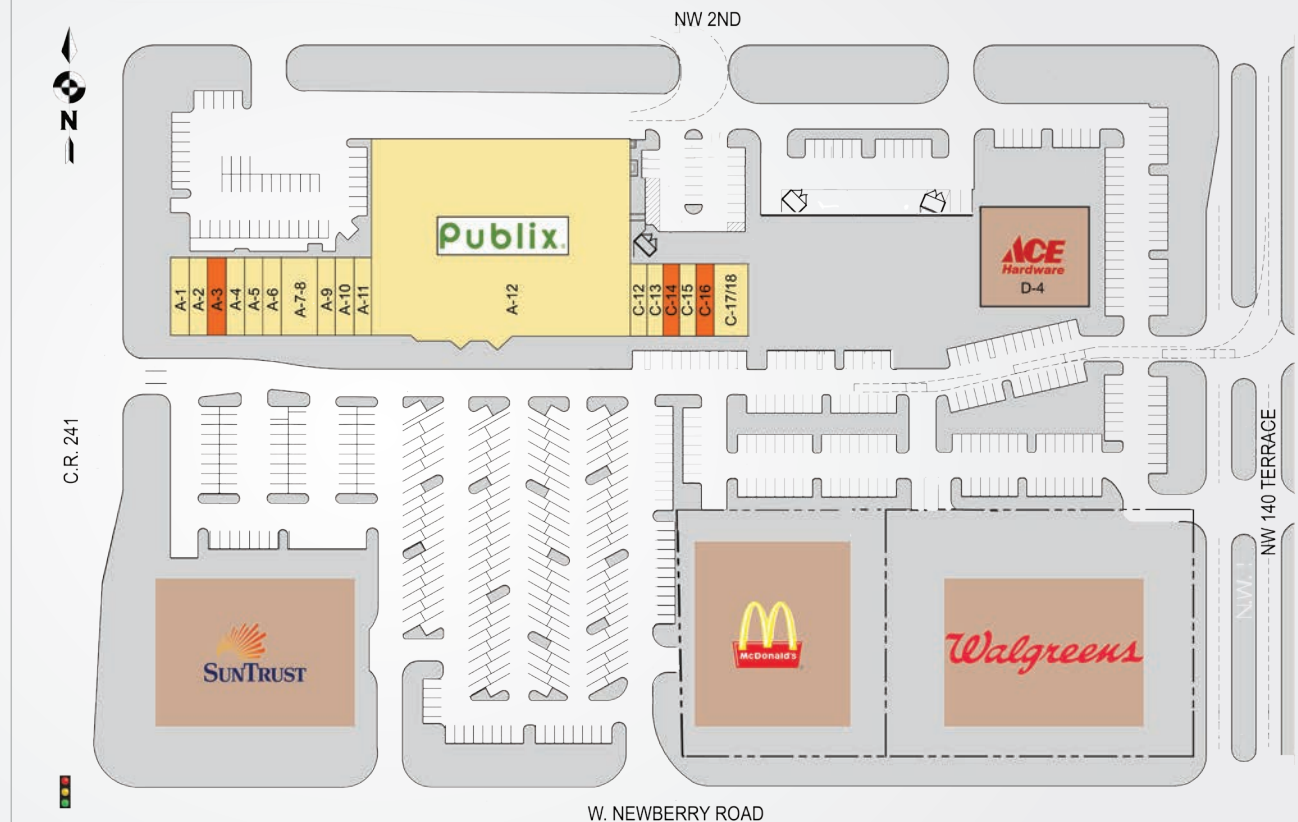 NW 2ND
N
Publix.
A-1
A-2
A-3
A-4
A-5
A-6
A-7-8
A-9
A-10
A-11
A-12
C-12
C-13
C-14
C-15
C-16
C-17/18
ACE
Hardware
D-4
C.R. 241
NW 140 TERRACE
N.W. 1
SUNTRUST
McDonald's
Walgreens
W. NEWBERRY ROAD